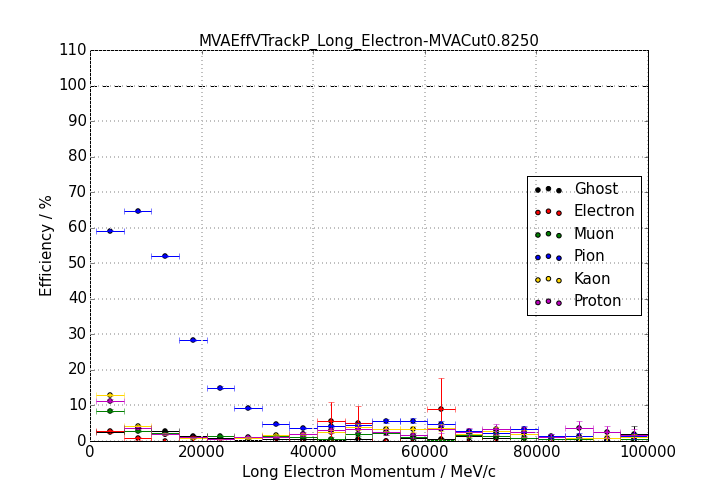 MVAEffVTrackP_Long_Electron-MVACut0.8250
110
100
90
80
70
60
50
40
30
20
10
0
Efficiency / %
Ghost
Electron
Muon
Pion
Kaon
Proton
0 20000 40000 60000 80000 100000
Long Electron Momentum / MeV/c